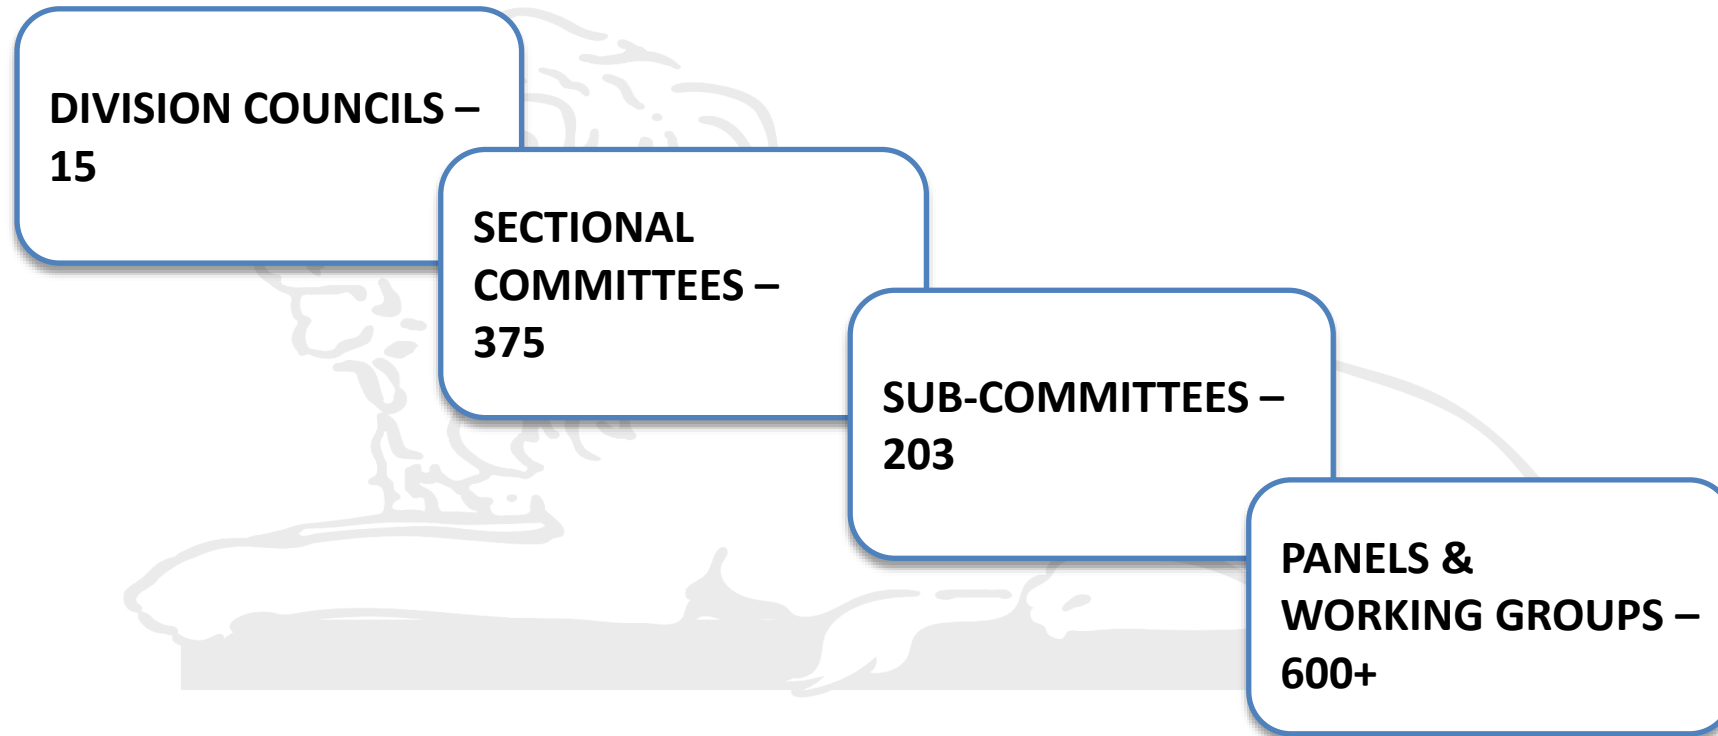 DIVISION COUNCILS –
15
SECTIONAL
COMMITTEES –
375
SUB-COMMITTEES –
203
PANELS &
WORKING GROUPS –
600+